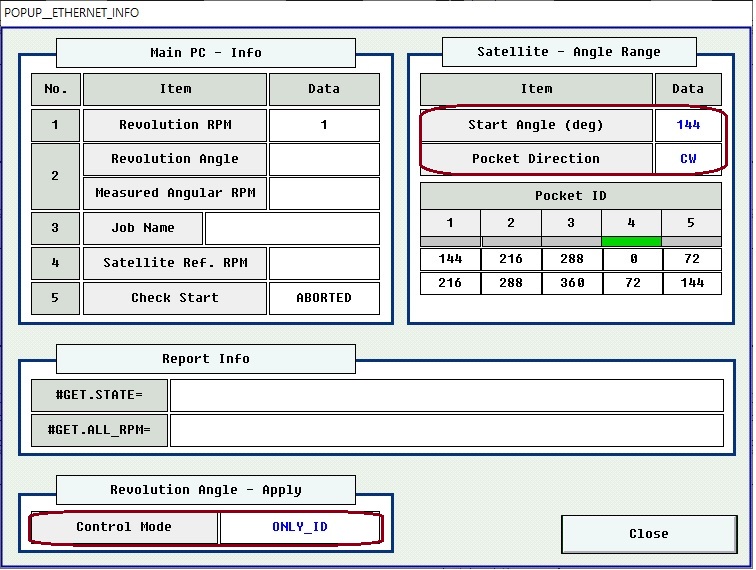 POPUP__ETHERNET_INFO
Main PC - Info
No. Item Data
1 Revolution RPM 1
2 Revolution Angle
Measured Angular RPM
3 Job Name
4 Satellite Ref. RPM
5 Check Start ABORTED
Satellite - Angle Range
Item Data
Start Angle (deg) 144
Pocket Direction CW
Pocket ID
1 2 3 4 5
144 216 288 0 72
216 288 360 72 144
Report Info
#GET.STATE=
#GET.ALL_RPM=
Revolution Angle - Apply
Control Mode ONLY_ID
Close